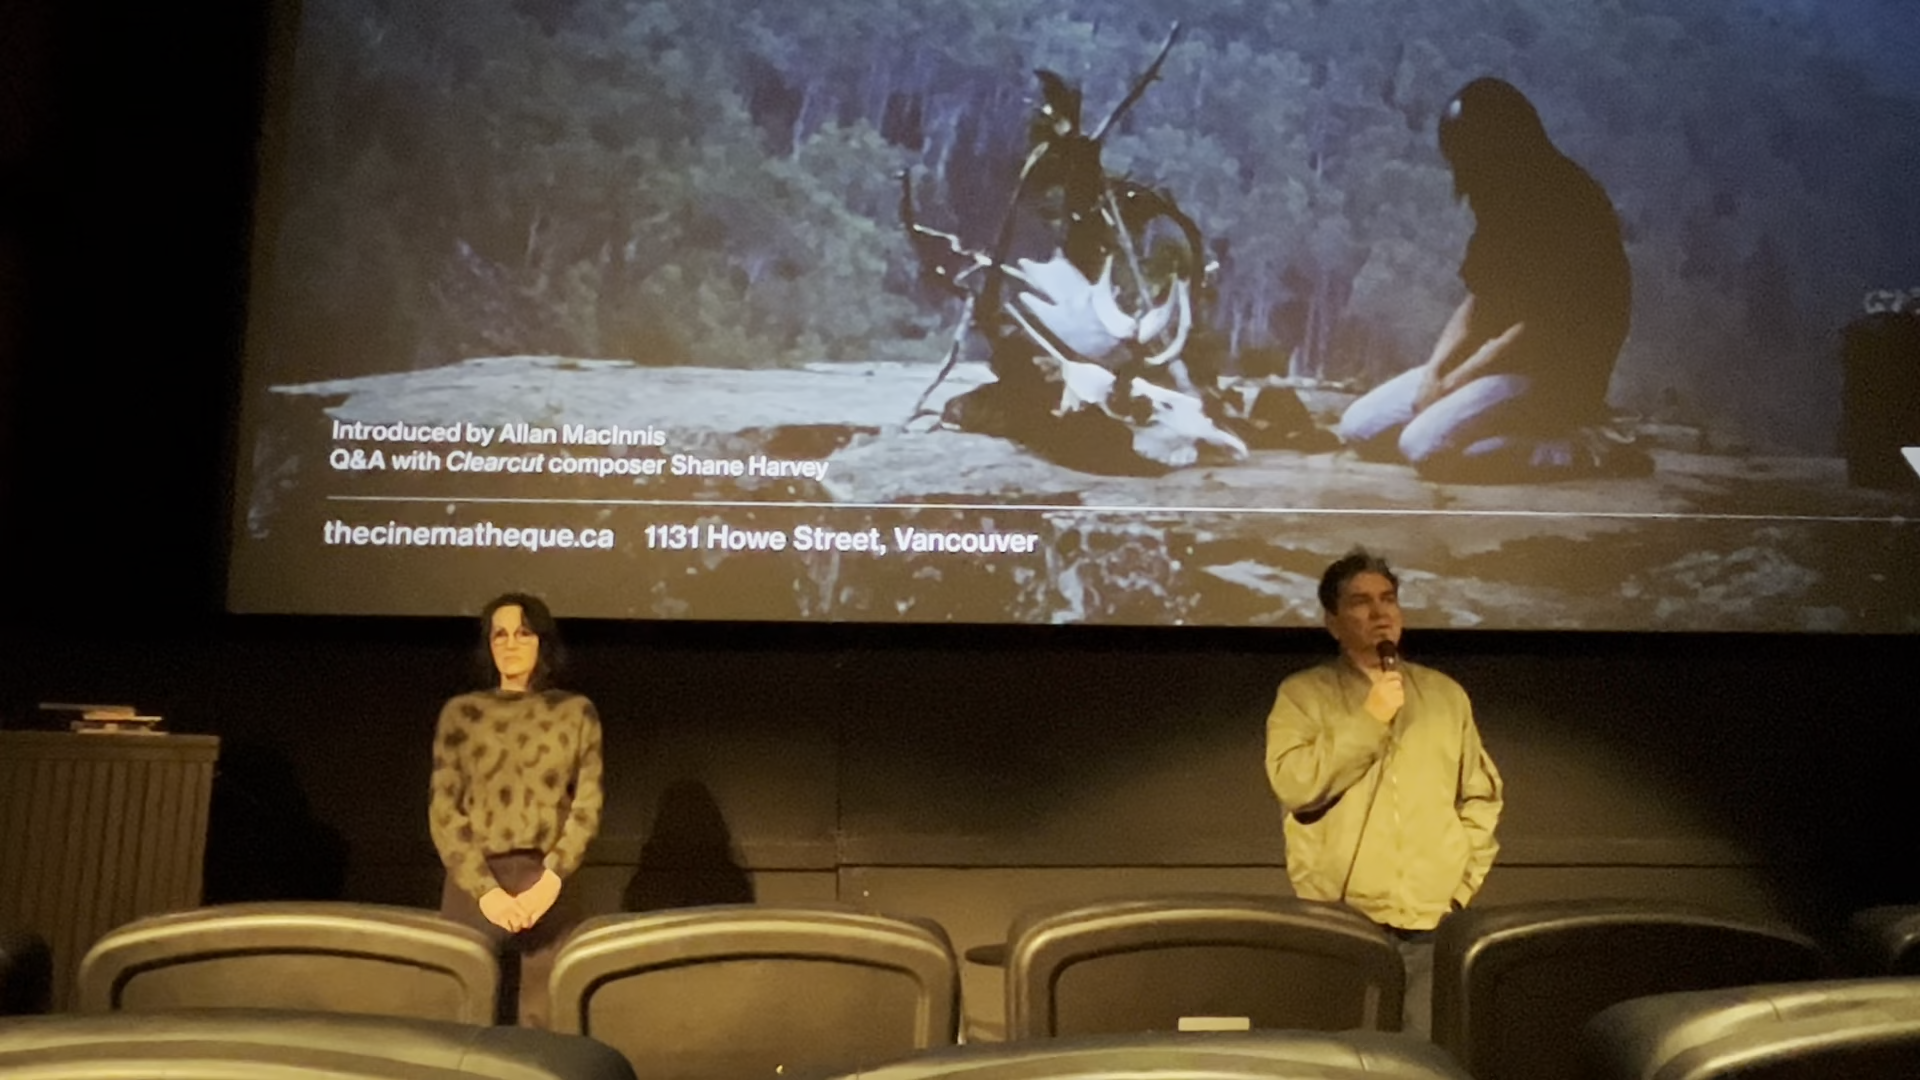 Introduced by Allan MacInnis
Q&A with Clearcut composer Shane Harvey
thecinematheque.ca 1131 Howe Street, Vancouver